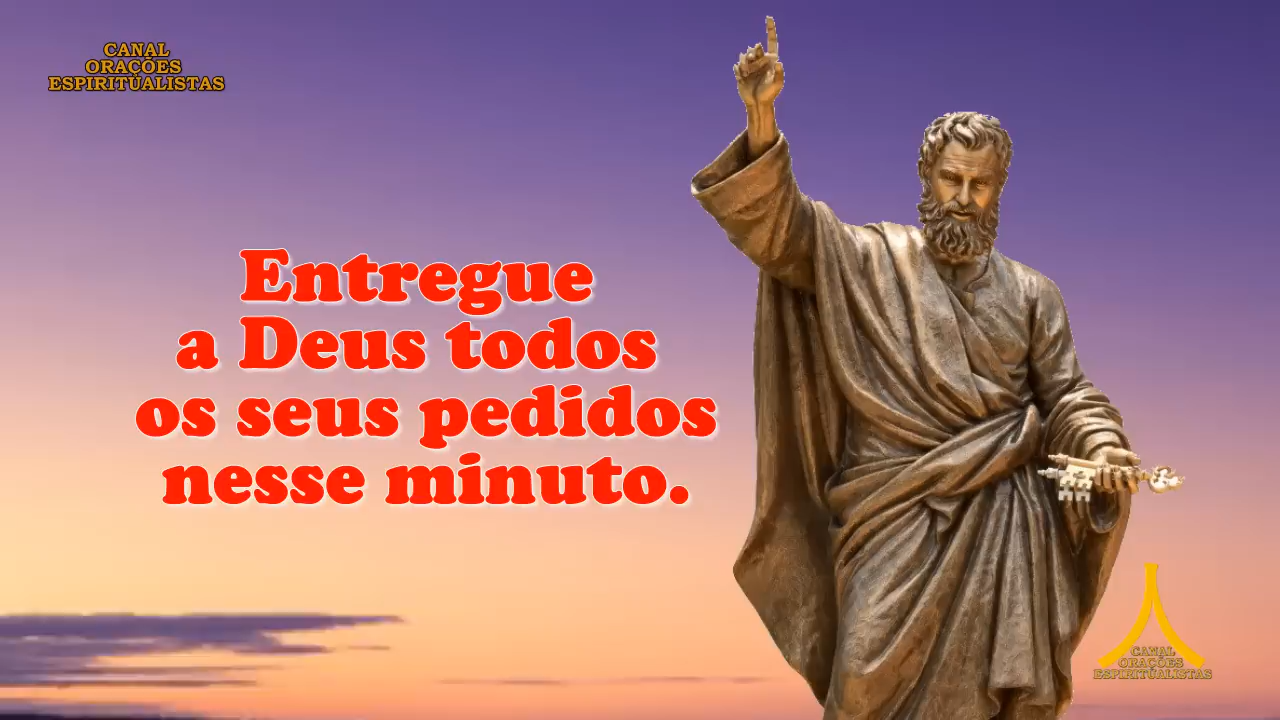 CANAL
ORAÇÕES
ESPIRITUALISTAS
Entregue
a Deus todos
os seus pedidos
nesse minuto.
CANAL
ORAÇÕES
ESPIRITUALISTAS